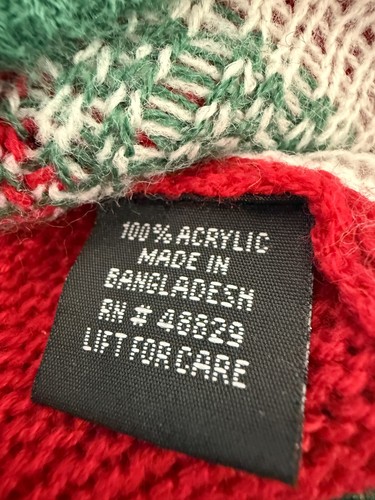 100% ACRYLIC
MADE IN
BANGLADESH
RN # 46829
LIFT FOR CARE